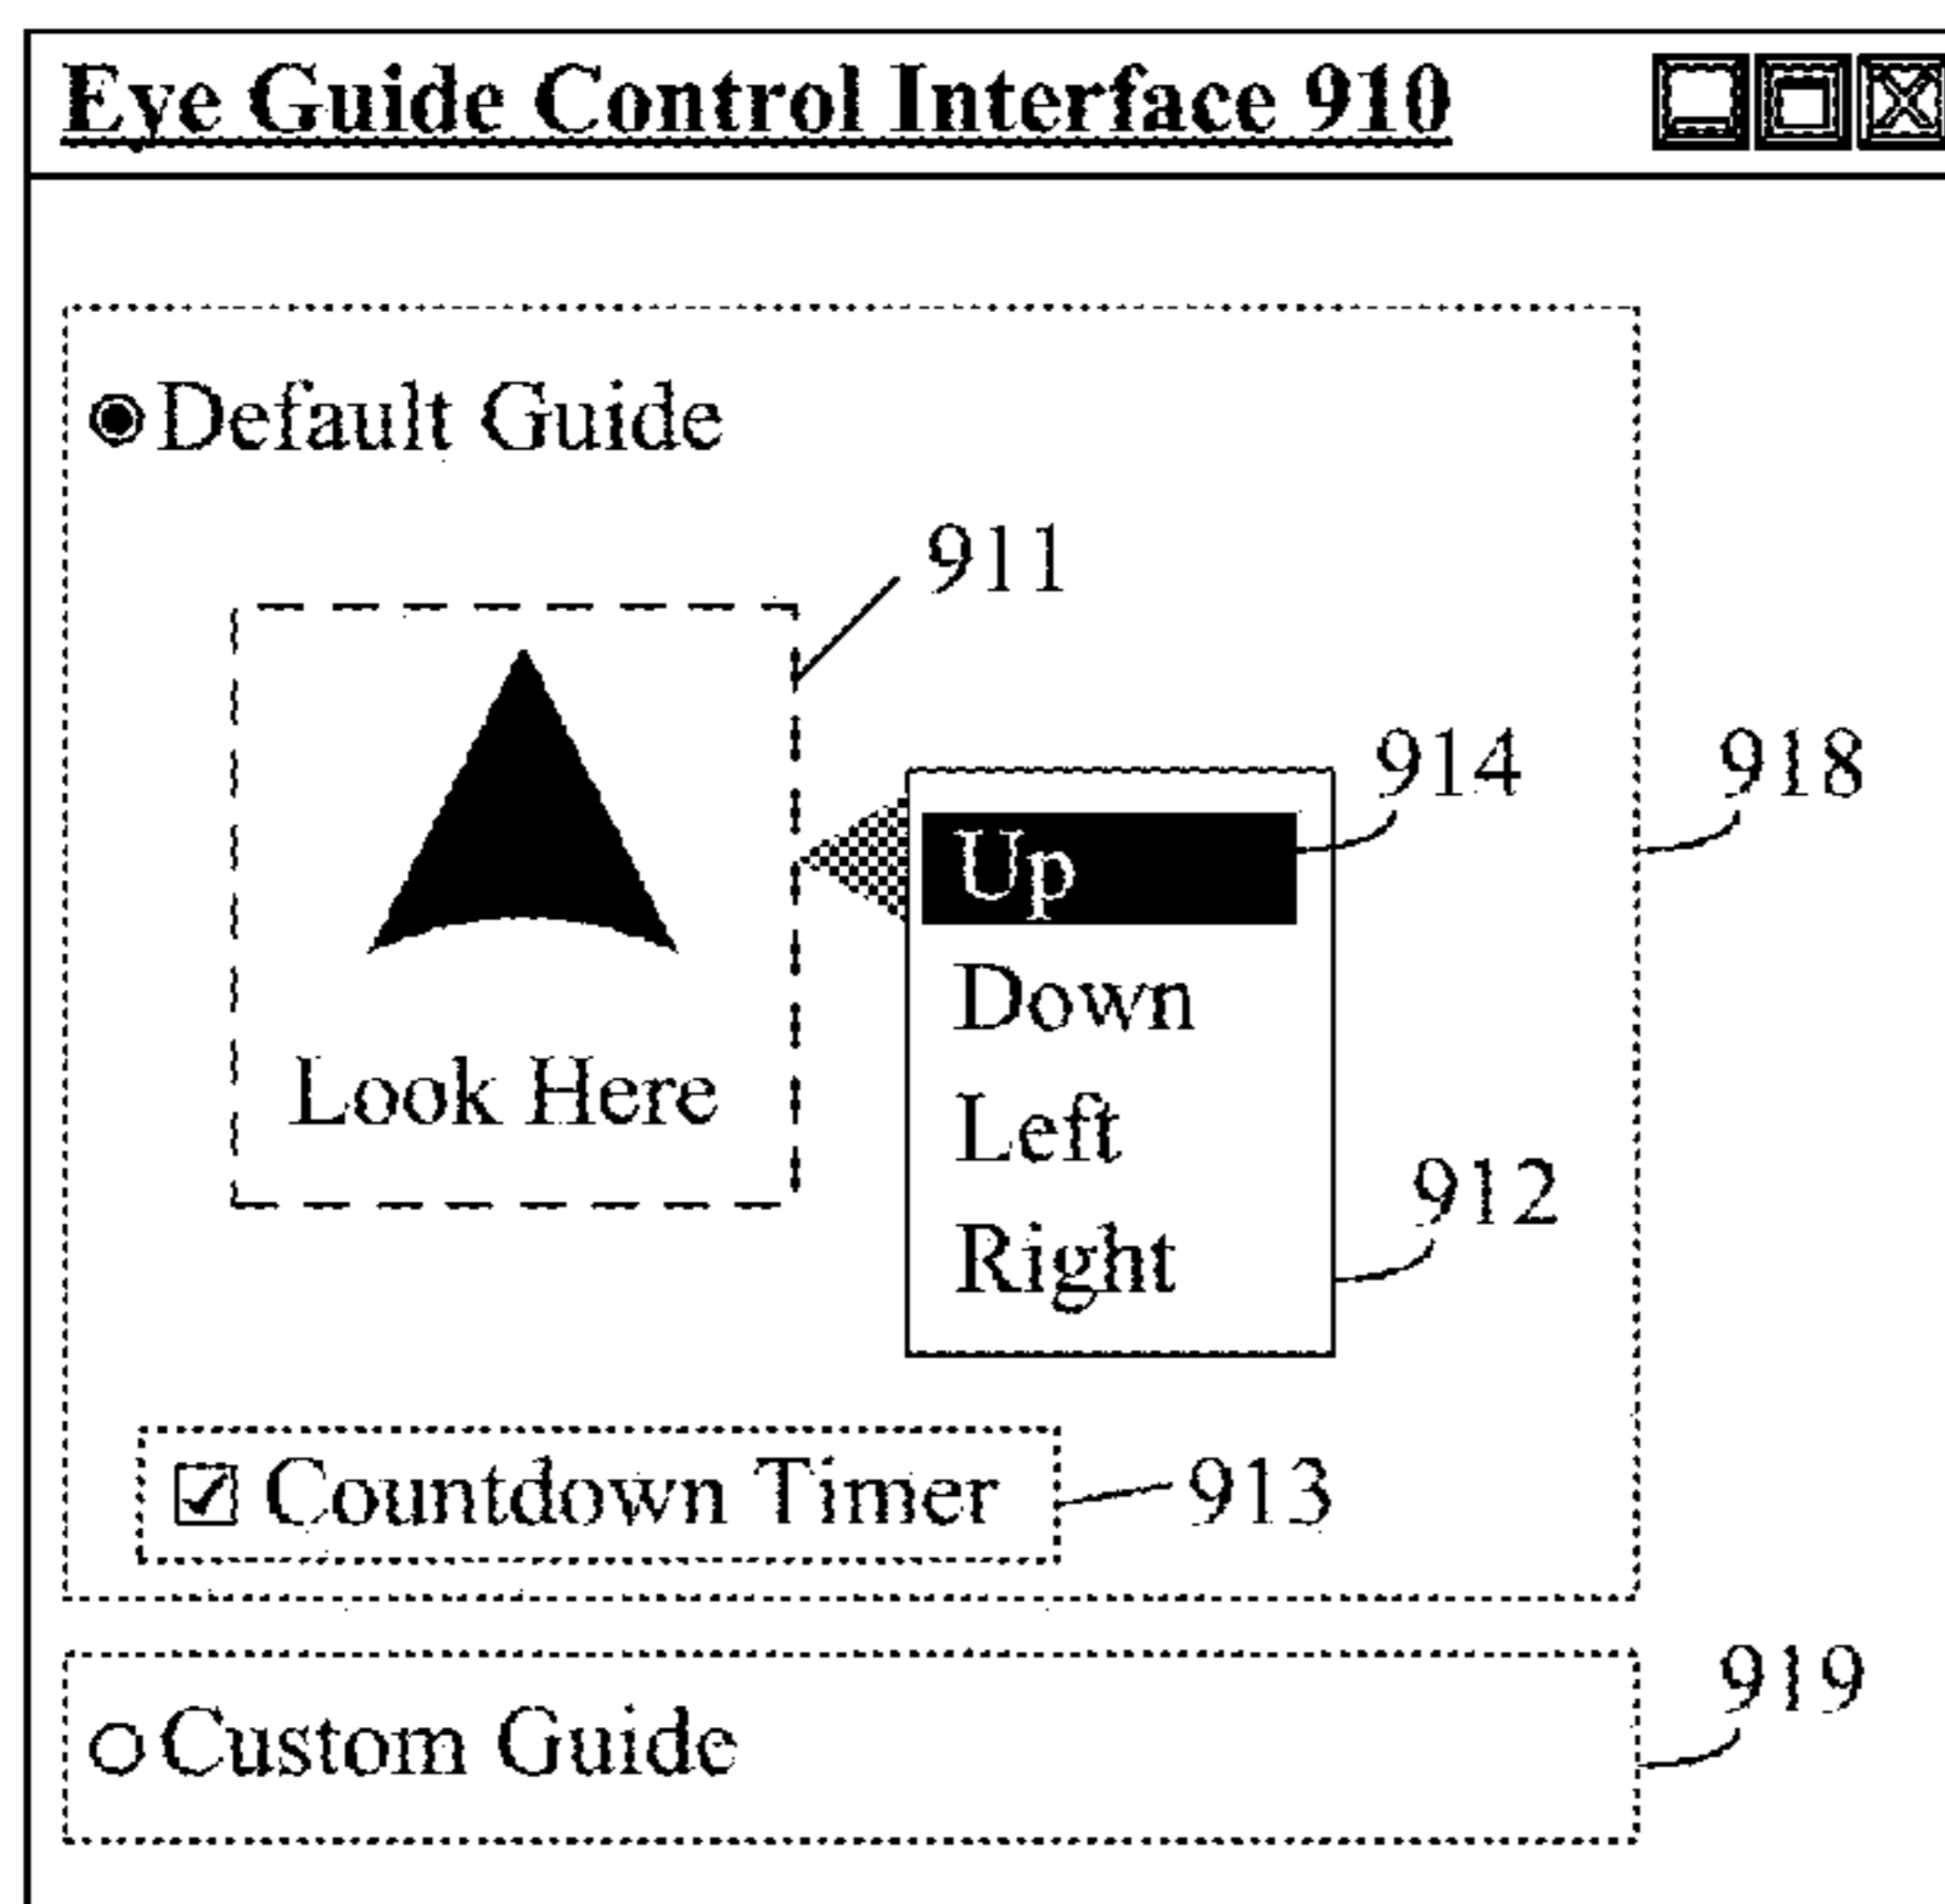 Eye Guide Control Interface 910
Default Guide
911
914
918
Up
Down
Look Here
Left
912
Right
Countdown Timer
913
919
Custom Guide